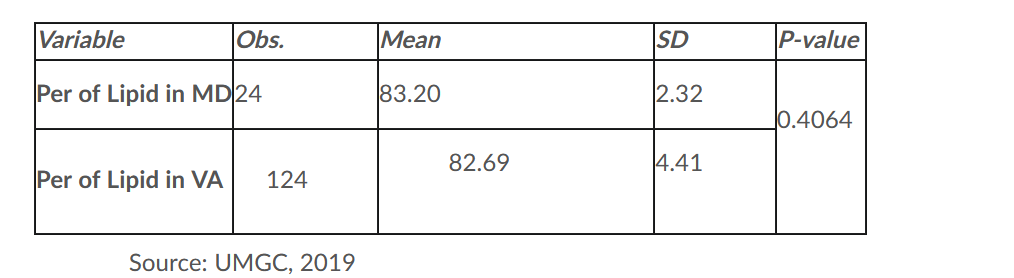 Variable Obs. Mean SD P-value
Per of Lipid in MD 24 83.20 2.32 0.4064
Per of Lipid in VA 124 82.69 4.41
Source: UMGC, 2019